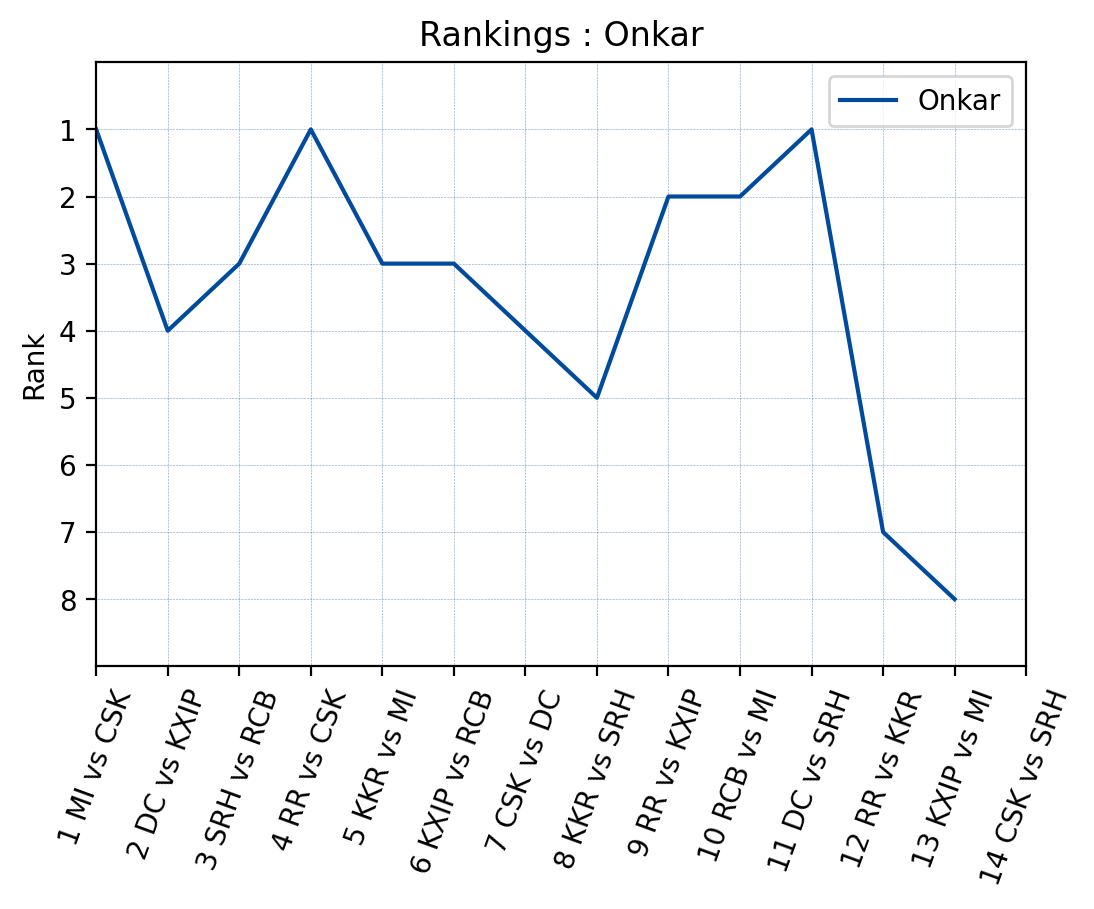 Rankings : Onkar
Onkar
Rank
1
2
3
4
5
6
7
8
1 MI vs CSK
2 DC vs KXIP
3 SRH vs RCB
4 RR vs CSK
5 KKR vs MI
6 KXIP vs RCB
7 CSK vs DC
8 KKR vs SRH
9 RR vs KXIP
10 RCB vs MI
11 DC vs SRH
12 RR vs KKR
13 KXIP vs MI
14 CSK vs SRH